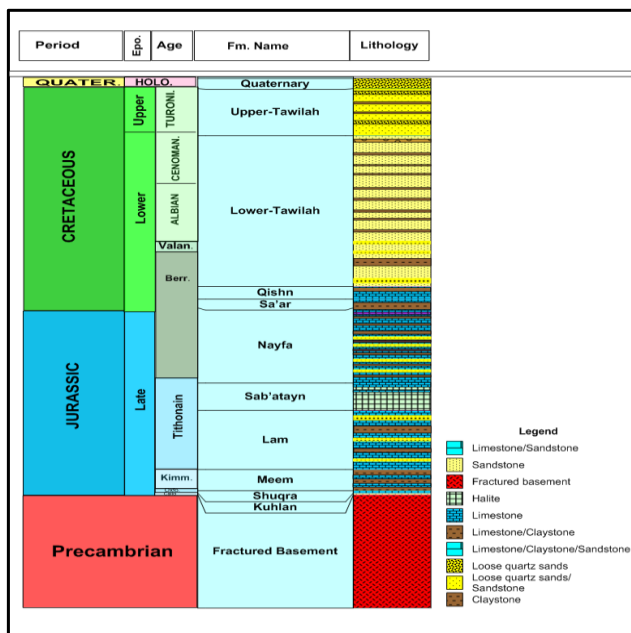 Period
Epo.
Age
Fm. Name
Lithology
QUATER.
HOLO.
Quaternary
CRETACEOUS
Upper
TURONI.
Upper-Tawilah
Lower
CENOMAN.
ALBIAN
Lower-Tawilah
Valan.
Berr.
Qishn
Sa'ar
JURASSIC
Late
Nayfa
Tithonain
Sab'atayn
Lam
Kimm.
Meem
Shuqra
Kuhlan
Precambrian
Fractured Basement
Legend
Limestone/Sandstone
Sandstone
Fractured basement
Halite
Limestone
Limestone/Claystone
Limestone/Claystone/Sandstone
Loose quartz sands
Loose quartz sands/
Sandstone
Claystone